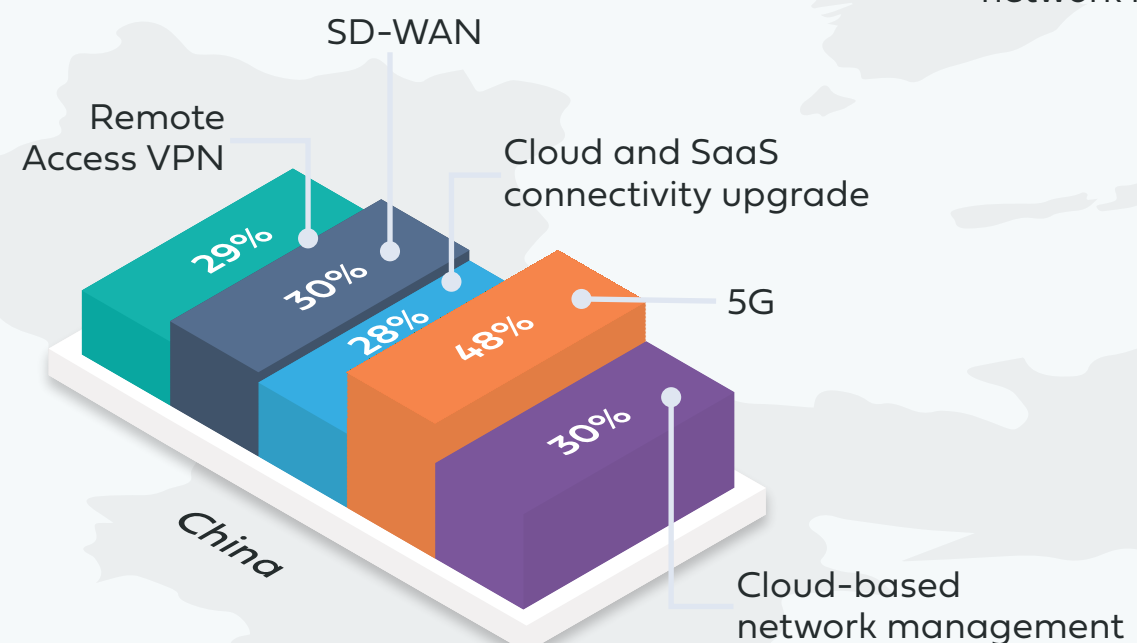 SD-WAN
Remote
Access VPN
Cloud and SaaS
connectivity upgrade
29%
30%
28%
48%
5G
30%
China
Cloud-based
network management